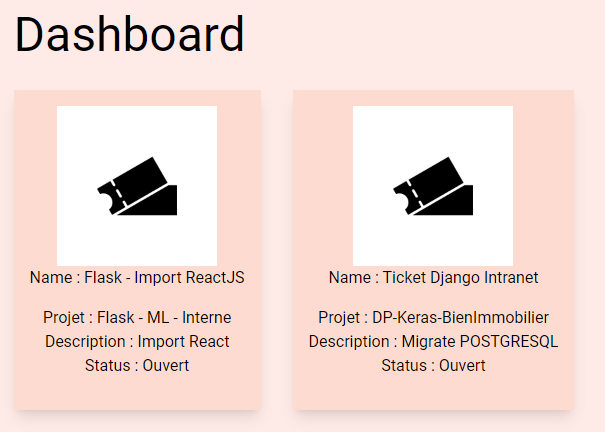 Dashboard
Name : Flask - Import ReactJS
Projet : Flask - ML - Interne
Description : Import React
Status : Ouvert
Name : Ticket Django Intranet
Projet : DP-Keras-BienImmobilier
Description : Migrate POSTGRESQL
Status : Ouvert